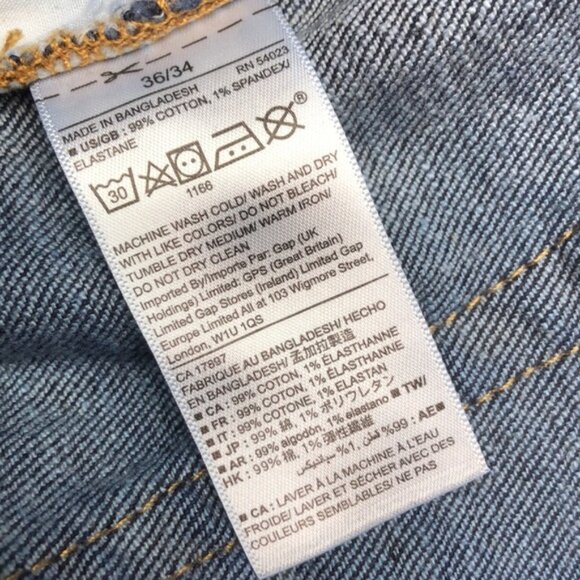 36/34
RN 54023
MADE IN BANGLADESH
■ US/GB : 99% COTTON, 1% SPANDEX/
ELASTANE
30
1166
MACHINE WASH COLD/ WASH AND DRY
WITH LIKE COLORS/ DO NOT BLEACH/
TUMBLE DRY MEDIUM/ WARM IRON/
DO NOT DRY CLEAN
Imported By/Importe Par: Gap (UK
Holdings) Limited: GPS (Great Britain)
Limited Gap Stores (Ireland) Limited Gap
Europe Limited All at 103 Wigmore Street,
London, W1U 1QS
CA 17897
FABRIQUE AU BANGLADESH/ HECHO
EN BANGLADESH/ 孟加拉製造
■ CA : 99% COTON, 1% ÉLASTHANNE
■ FR : 99% COTON, 1% ÉLASTHANNE
■ IT : 99% COTONE, 1% ELASTAN
■ JP : 99% 綿, 1% ポリウレタン
■ AR : 99% algodón, 1% elastano ■ TW/
HK : 99% 棉, 1% 彈性纖維
■ AE : 99% قطن, 1% سباندیکس
■ CA : LAVER À LA MACHINE À L'EAU
FROIDE/ LAVER ET SÉCHER AVEC DES
COULEURS SEMBLABLES/ NE PAS